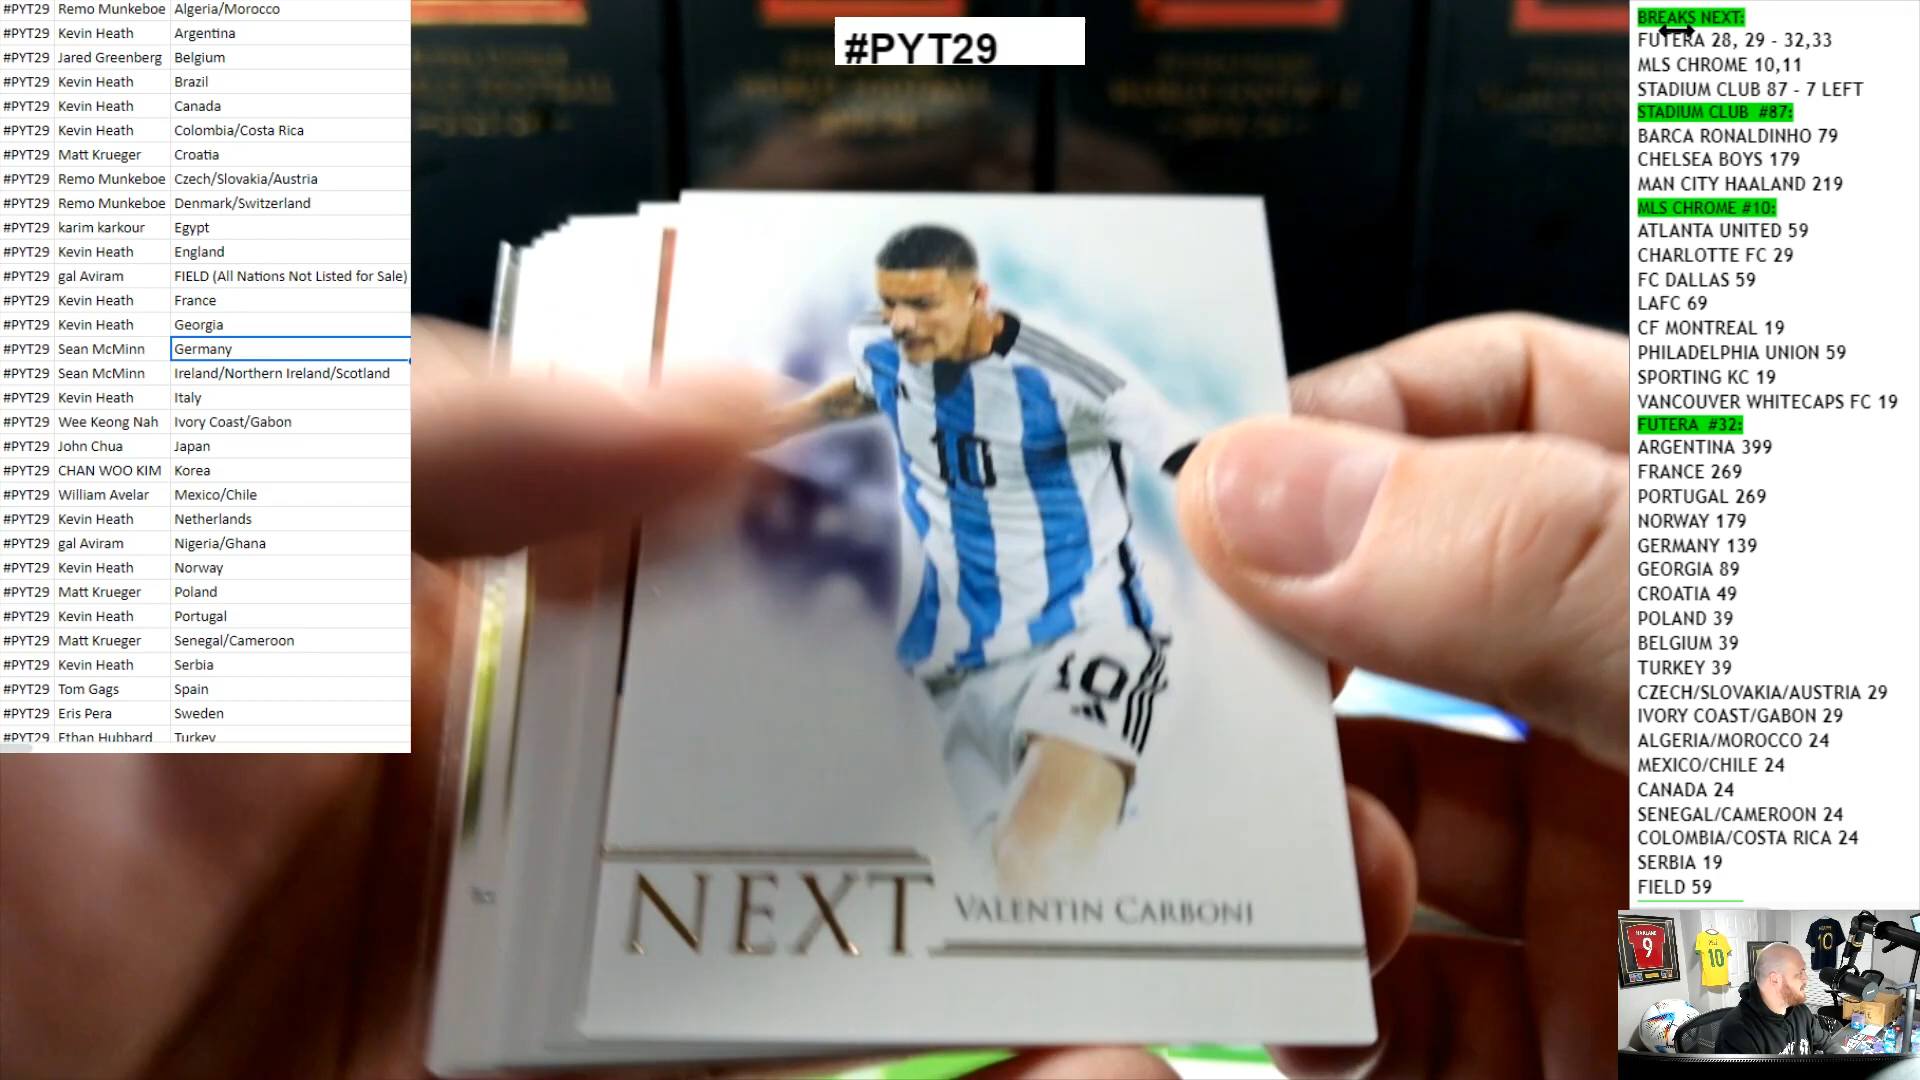 #PYT29 Remo Munkeboe Algeria/Morocco
#PYT29 Kevin Heath Argentina
#PYT29 Jared Greenberg Belgium
#PYT29 Kevin Heath Brazil
#PYT29 Kevin Heath Canada
#PYT29 Kevin Heath Colombia/Costa Rica
#PYT29 Matt Krueger Croatia
#PYT29 Remo Munkeboe Czech/Slovakia/Austria
#PYT29 Remo Munkeboe Denmark/Switzerland
#PYT29 karim karkour Egypt
#PYT29 Kevin Heath England
#PYT29 gal Aviram FIELD (All Nations Not Listed for Sale)
#PYT29 Kevin Heath France
#PYT29 Kevin Heath Georgia
#PYT29 Sean McMinn Germany
#PYT29 Sean McMinn Ireland/Northern Ireland/Scotland
#PYT29 Kevin Heath Italy
#PYT29 Wee Keong Nah Ivory Coast/Gabon
#PYT29 John Chua Japan
#PYT29 CHAN WOO KIM Korea
#PYT29 William Avelar Mexico/Chile
#PYT29 Kevin Heath Netherlands
#PYT29 gal Aviram Nigeria/Ghana
#PYT29 Kevin Heath Norway
#PYT29 Matt Krueger Poland
#PYT29 Kevin Heath Portugal
#PYT29 Matt Krueger Senegal/Cameroon
#PYT29 Kevin Heath Serbia
#PYT29 Tom Gags Spain
#PYT29 Eris Pera Sweden
#PYT29 Ethan Hubbard Turkey
#PYT29
10
10
NEXT VALENTIN CARBONI
BREAKS NEXT:
FUTERA 28, 29 - 32,33
MLS CHROME 10,11
STADIUM CLUB 87 - 7 LEFT
STADIUM CLUB #87:
BARCA RONALDINHO 79
CHELSEA BOYS 179
MAN CITY HAALAND 219
MLS CHROME #10:
ATLANTA UNITED 59
CHARLOTTE FC 29
FC DALLAS 59
LAFC 69
CF MONTREAL 19
PHILADELPHIA UNION 59
SPORTING KC 19
VANCOUVER WHITECAPS FC 19
FUTERA #32:
ARGENTINA 399
FRANCE 269
PORTUGAL 269
NORWAY 179
GERMANY 139
GEORGIA 89
CROATIA 49
POLAND 39
BELGIUM 39
TURKEY 39
CZECH/SLOVAKIA/AUSTRIA 29
IVORY COAST/GABON 29
ALGERIA/MOROCCO 24
MEXICO/CHILE 24
CANADA 24
SENEGAL/CAMEROON 24
COLOMBIA/COSTA RICA 24
SERBIA 19
FIELD 59
9
10
10